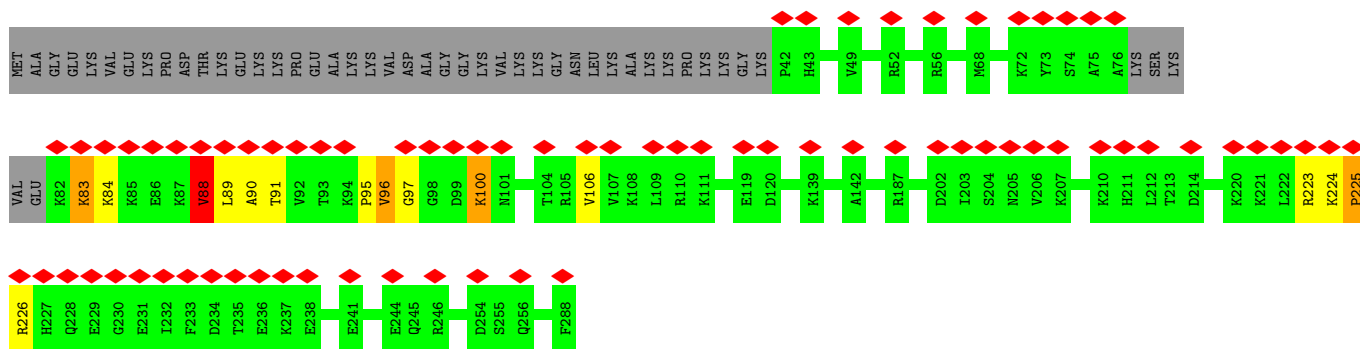 MET ALA GLY GLU LYS VAL GLU LYS PRO ASP THR LYS GLU LYS LYS PRO GLU ALA LYS LYS VAL ASP ALA GLY GLY LYS VAL LYS LYS GLY ASN LEU LYS ALA LYS LYS PRO LYS LYS GLY LYS P42 H43 V49 R52 R56 M68 K72 Y73 S74 A75 A76 LYS SER LYS
VAL GLU K82 K83 K84 K85 E86 K87 V88 L89 A90 T91 V92 T93 K94 P95 V96 G97 G98 D99 K100 N101 T104 R105 V106 V107 K108 L109 R110 K111 E119 D120 K139 A142 R187 D202 I203 S204 N205 V206 K207 K210 H211 L212 T213 D214 K220 K221 L222 R223 K224 P225
R226 H227 Q228 E229 G230 E231 I232 F233 D234 T235 E236 K237 E238 E241 E244 Q245 R246 D254 S255 Q256 F288